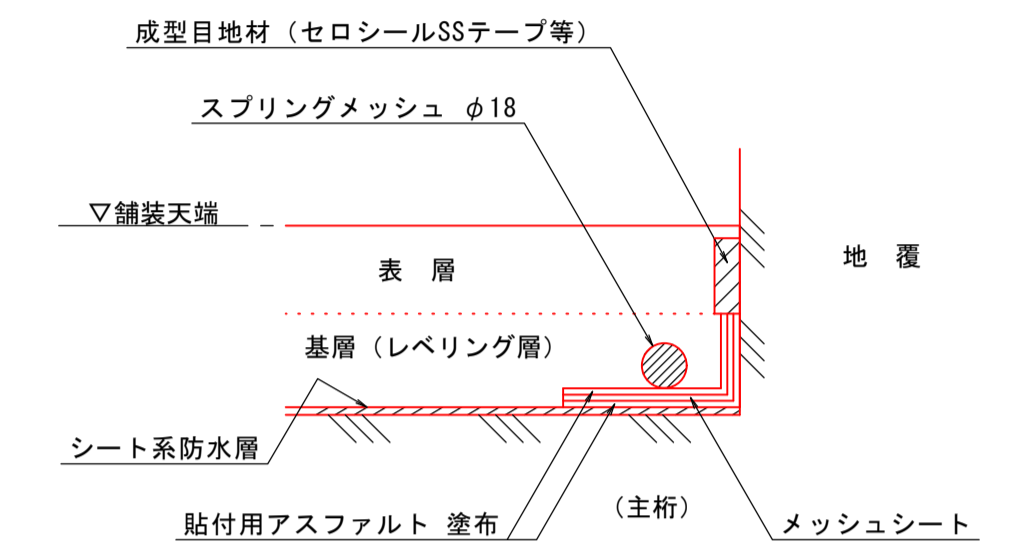 成型目地材（セロシールSSテープ等）
スプリングメッシュ φ18
▽舗装天端
表　層
地　覆
基層（レベリング層）
シート系防水層
（主桁）
貼付用アスファルト 塗布
メッシュシート